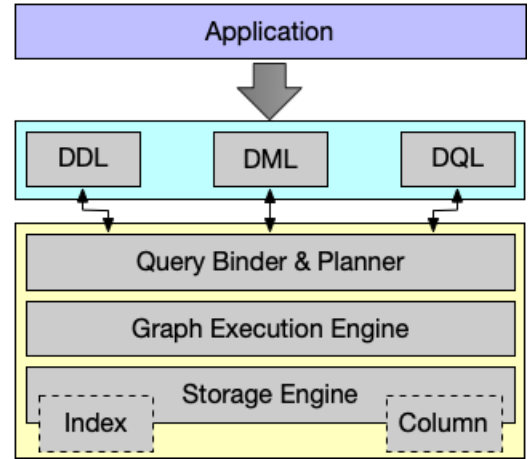 Application
DDL
DML
DQL
Query Binder & Planner
Graph Execution Engine
Storage Engine
Index
Column